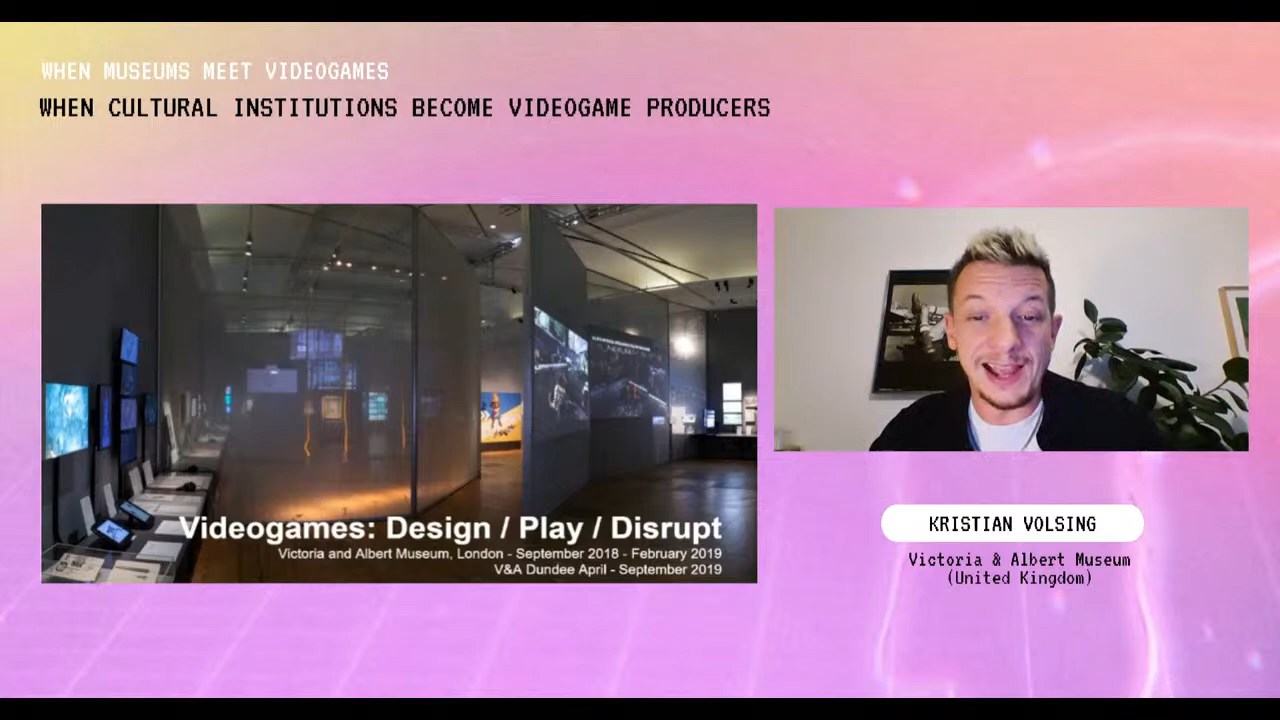 WHEN MUSEUMS MEET VIDEOGAMES
WHEN CULTURAL INSTITUTIONS BECOME VIDEOGAME PRODUCERS
Videogames: Design / Play / Disrupt
Victoria and Albert Museum, London - September 2018 - February 2019
V&A Dundee April - September 2019
KRISTIAN VOLSING
Victoria & Albert Museum
(United Kingdom)